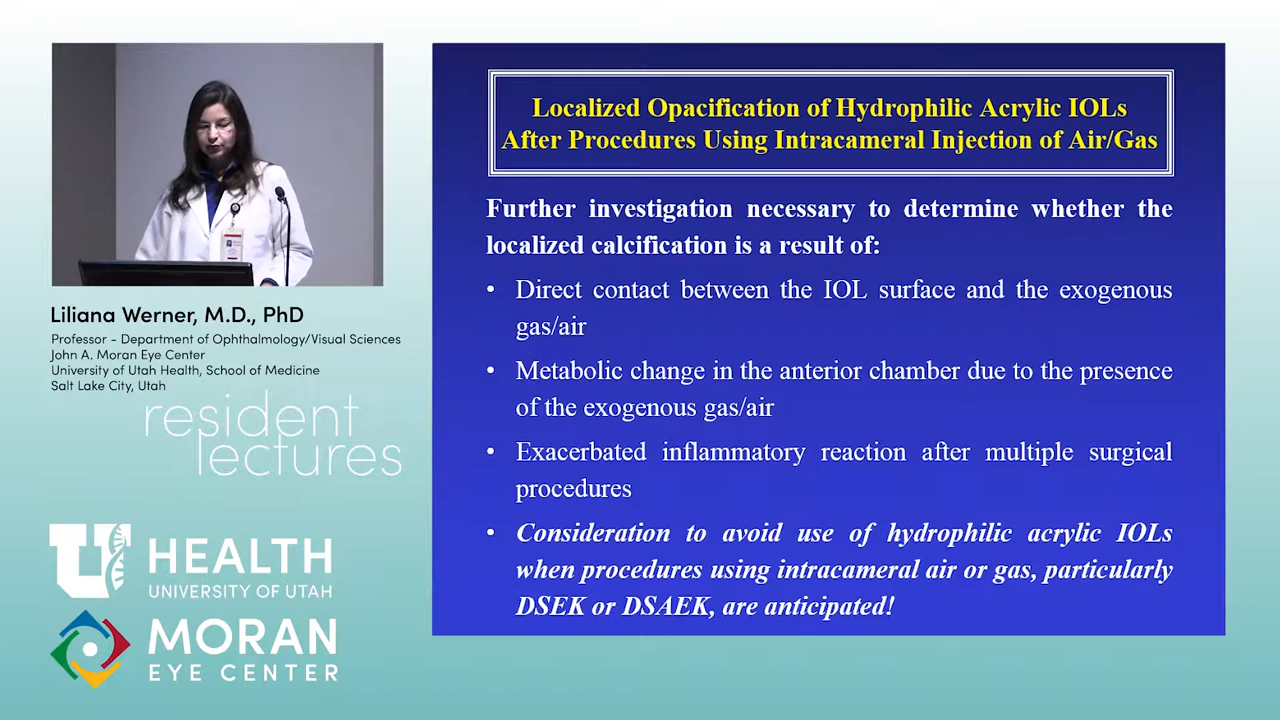 Localized Opacification of Hydrophilic Acrylic IOLs
After Procedures Using Intracameral Injection of Air/Gas
Further investigation necessary to determine whether the
localized calcification is a result of:
• Direct contact between the IOL surface and the exogenous
gas/air
• Metabolic change in the anterior chamber due to the presence
of the exogenous gas/air
• Exacerbated inflammatory reaction after multiple surgical
procedures
• Consideration to avoid use of hydrophilic acrylic IOLs
when procedures using intracameral air or gas, particularly
DSEK or DSAEK, are anticipated!
Liliana Werner, M.D., PhD
Professor - Department of Ophthalmology/Visual Sciences
John A. Moran Eye Center
University of Utah Health, School of Medicine
Salt Lake City, Utah
resident
lectures
U HEALTH
UNIVERSITY OF UTAH
MORAN
EYE CENTER